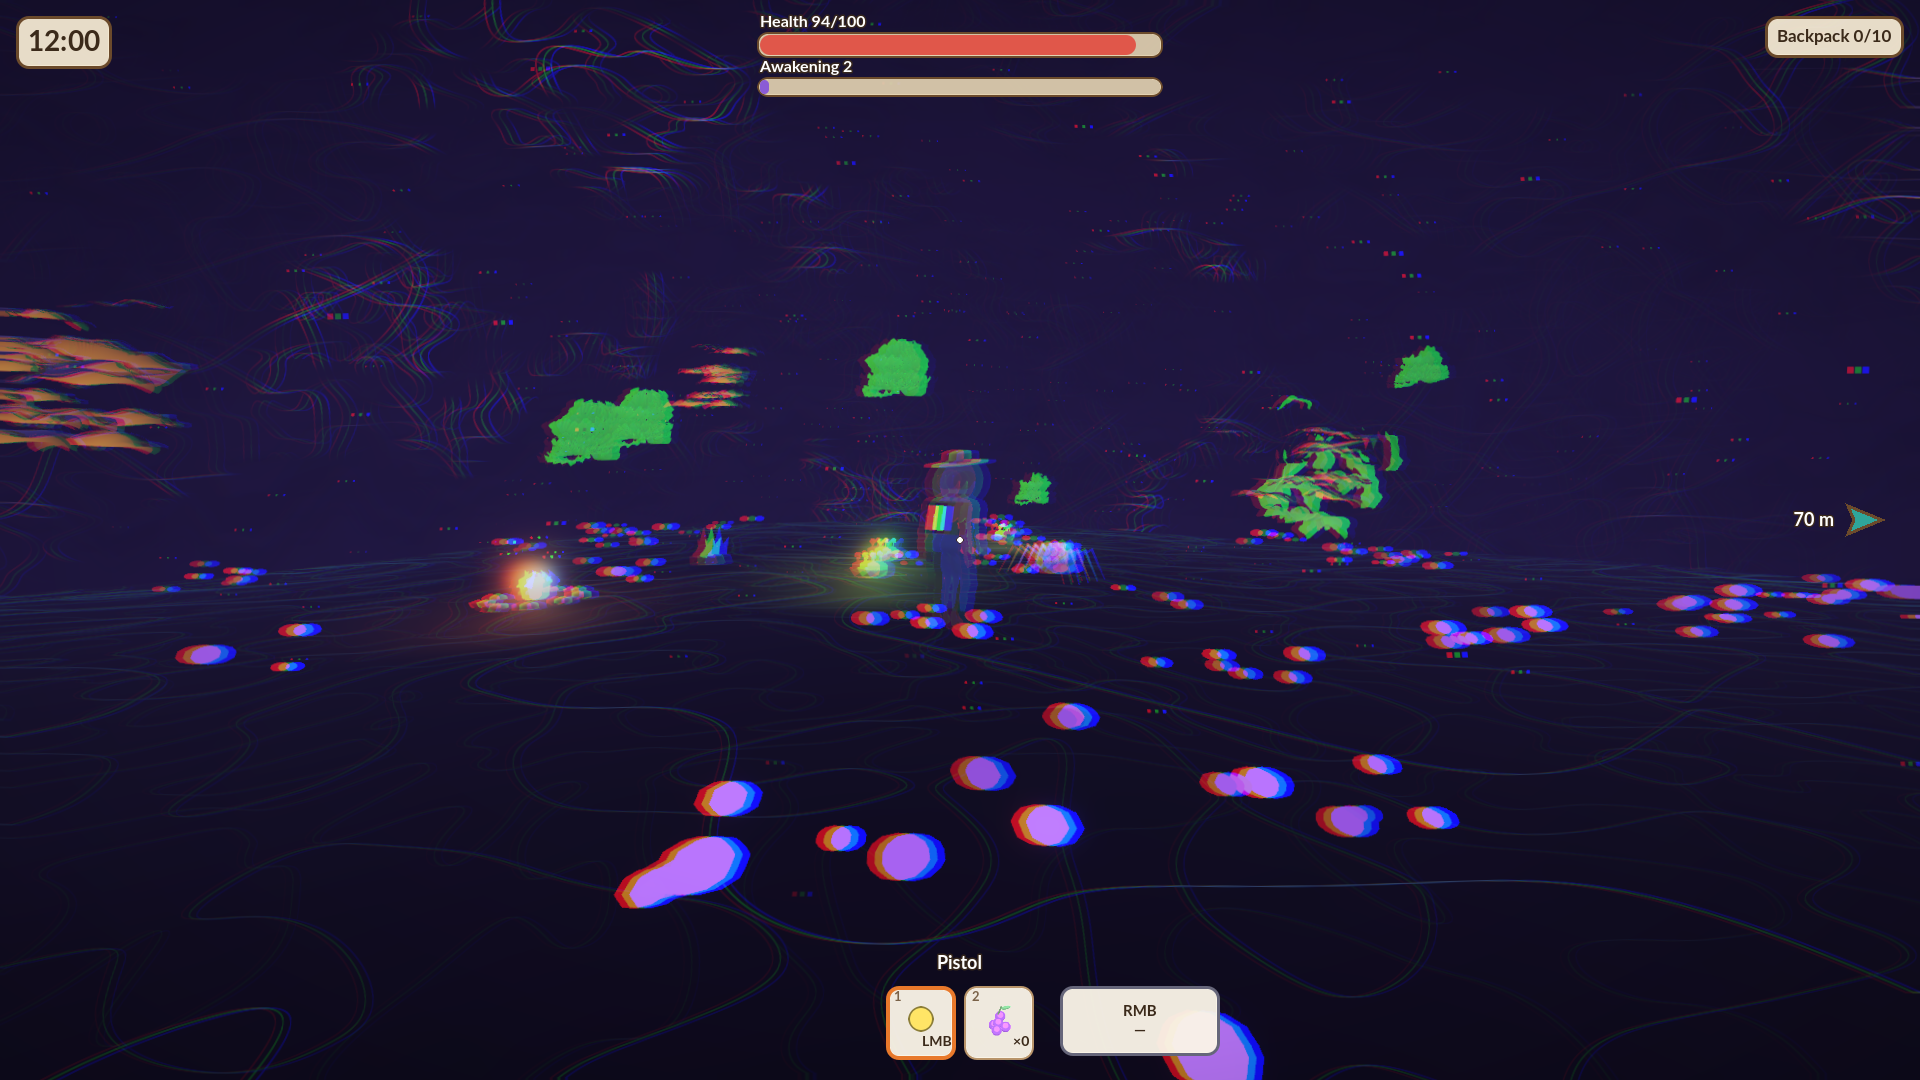 12:00
Health 94/100
Awakening 2
Backpack 0/10
70 m
Pistol
1
LMB
2
×0
RMB
–